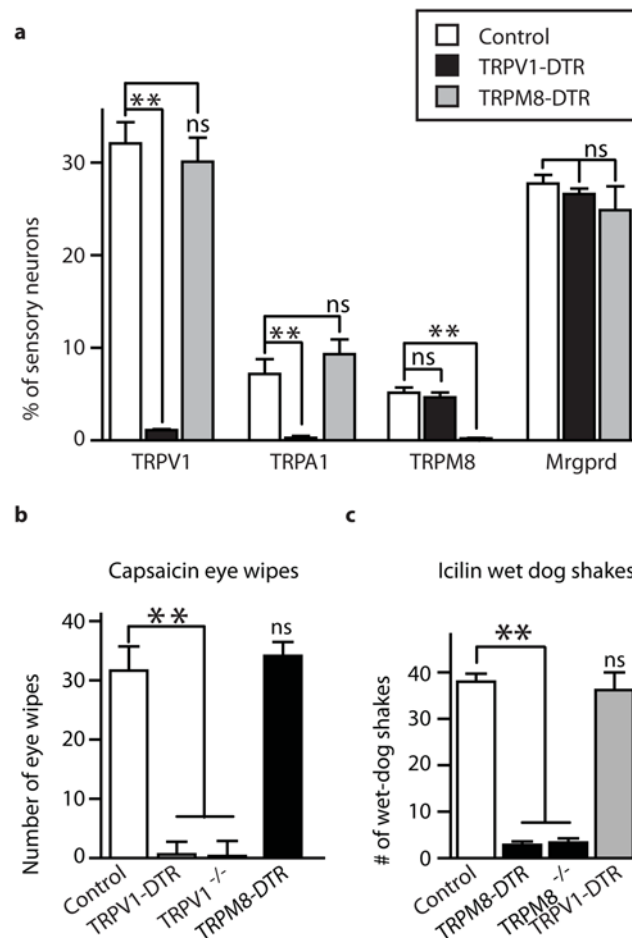 a
Control
TRPV1-DTR
TRPM8-DTR
% of sensory neurons
30
20
10
0
**
ns
**
ns
ns
**
ns
TRPV1
TRPA1
TRPM8
Mrgprd
b
Capsaicin eye wipes
Number of eye wipes
40
30
20
10
0
**
ns
Control
TRPV1-DTR
TRPV1 -/-
TRPM8-DTR
c
Icilin wet dog shakes
# of wet-dog shakes
40
30
10
0
**
ns
Control
TRPM8-DTR
TRPM8 -/-
TRPV1-DTR